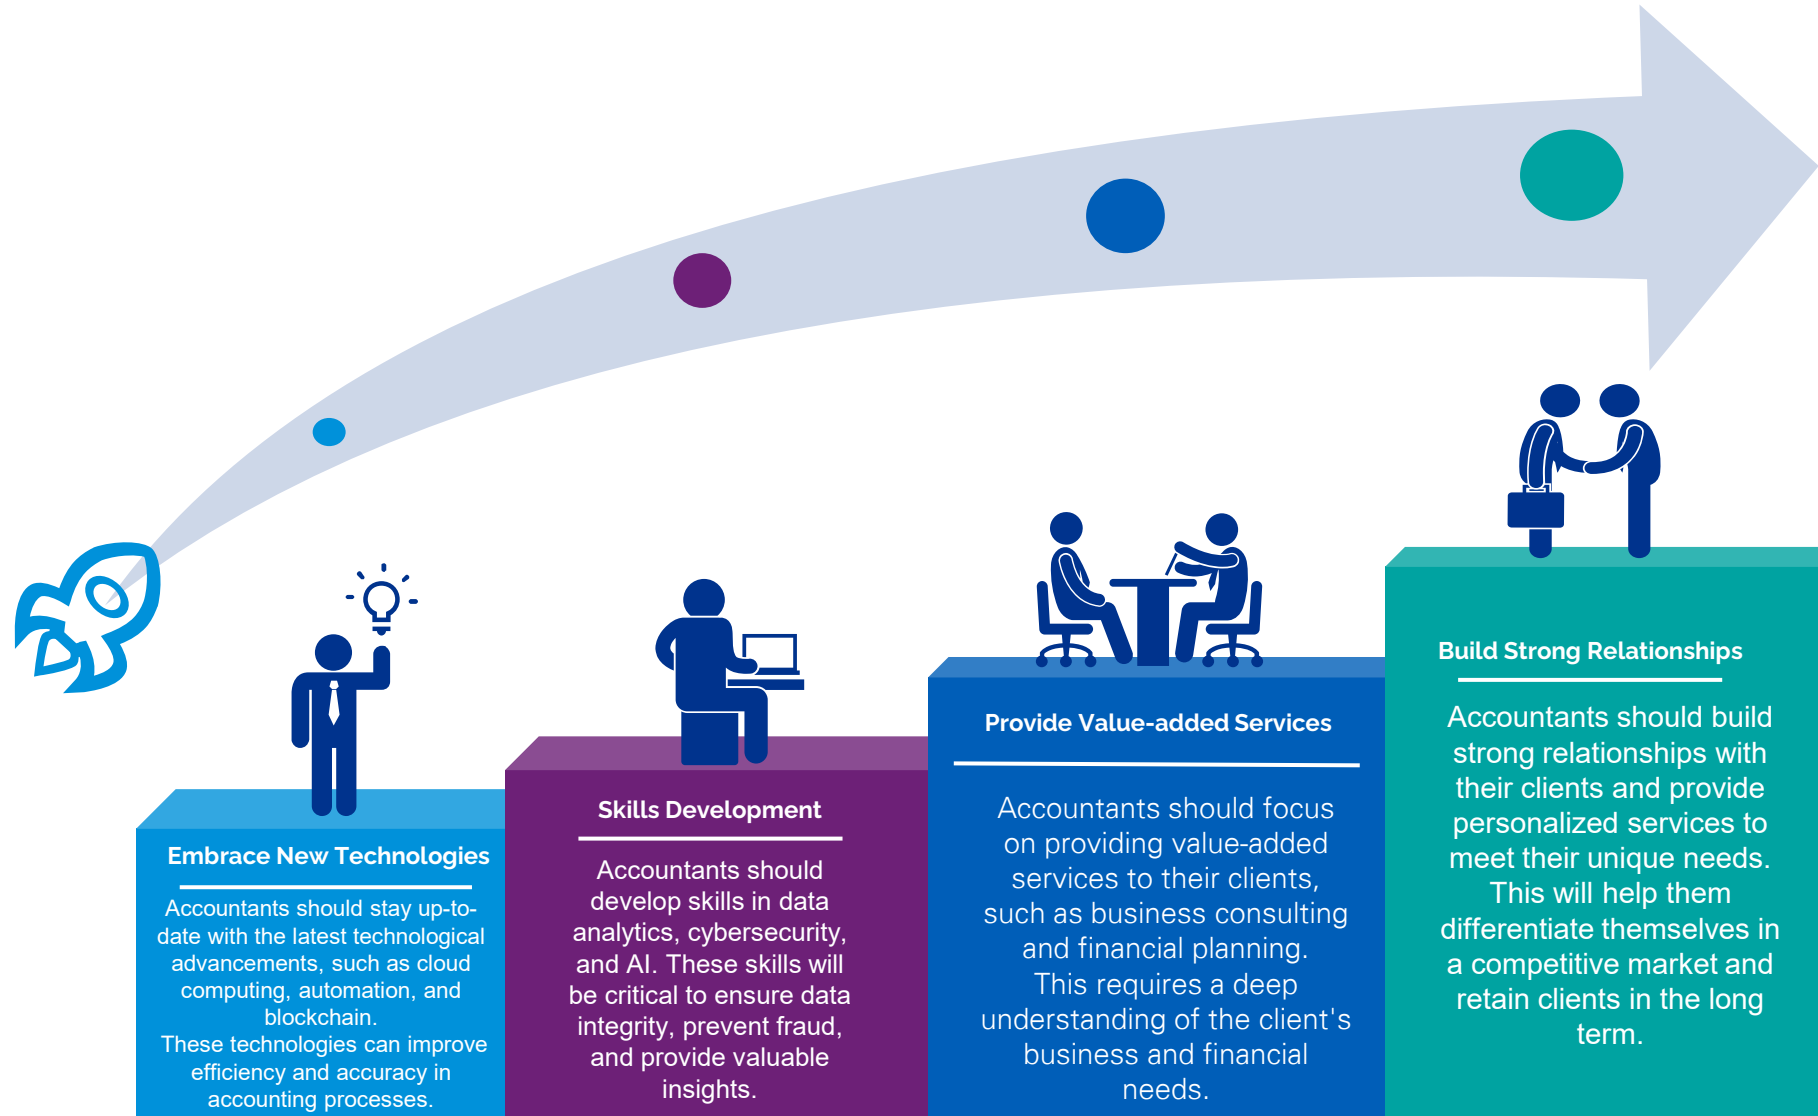 Embrace New Technologies
Accountants should stay up-to-
date with the latest technological
advancements, such as cloud
computing, automation, and
blockchain.
These technologies can improve
efficiency and accuracy in
accounting processes.
Skills Development
Accountants should
develop skills in data
analytics, cybersecurity,
and AI. These skills will
be critical to ensure data
integrity, prevent fraud,
and provide valuable
insights.
Provide Value-added Services
Accountants should focus
on providing value-added
services to their clients,
such as business consulting
and financial planning.
This requires a deep
understanding of the client's
business and financial
needs.
Build Strong Relationships
Accountants should build
strong relationships with
their clients and provide
personalized services to
meet their unique needs.
This will help them
differentiate themselves in
a competitive market and
retain clients in the long
term.